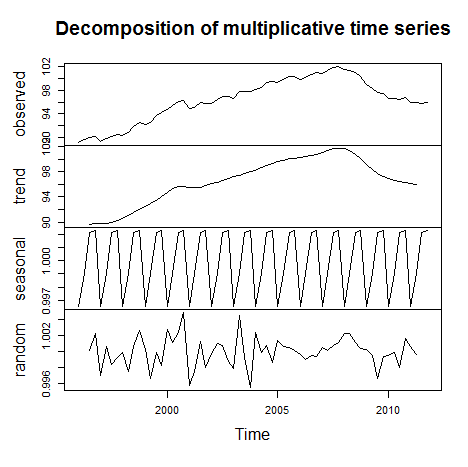 Decomposition of multiplicative time series
observed
102
98
94
90
trend
98
94
90
seasonal
1.000
0.997
random
1.002
0.996
2000 2005 2010
Time